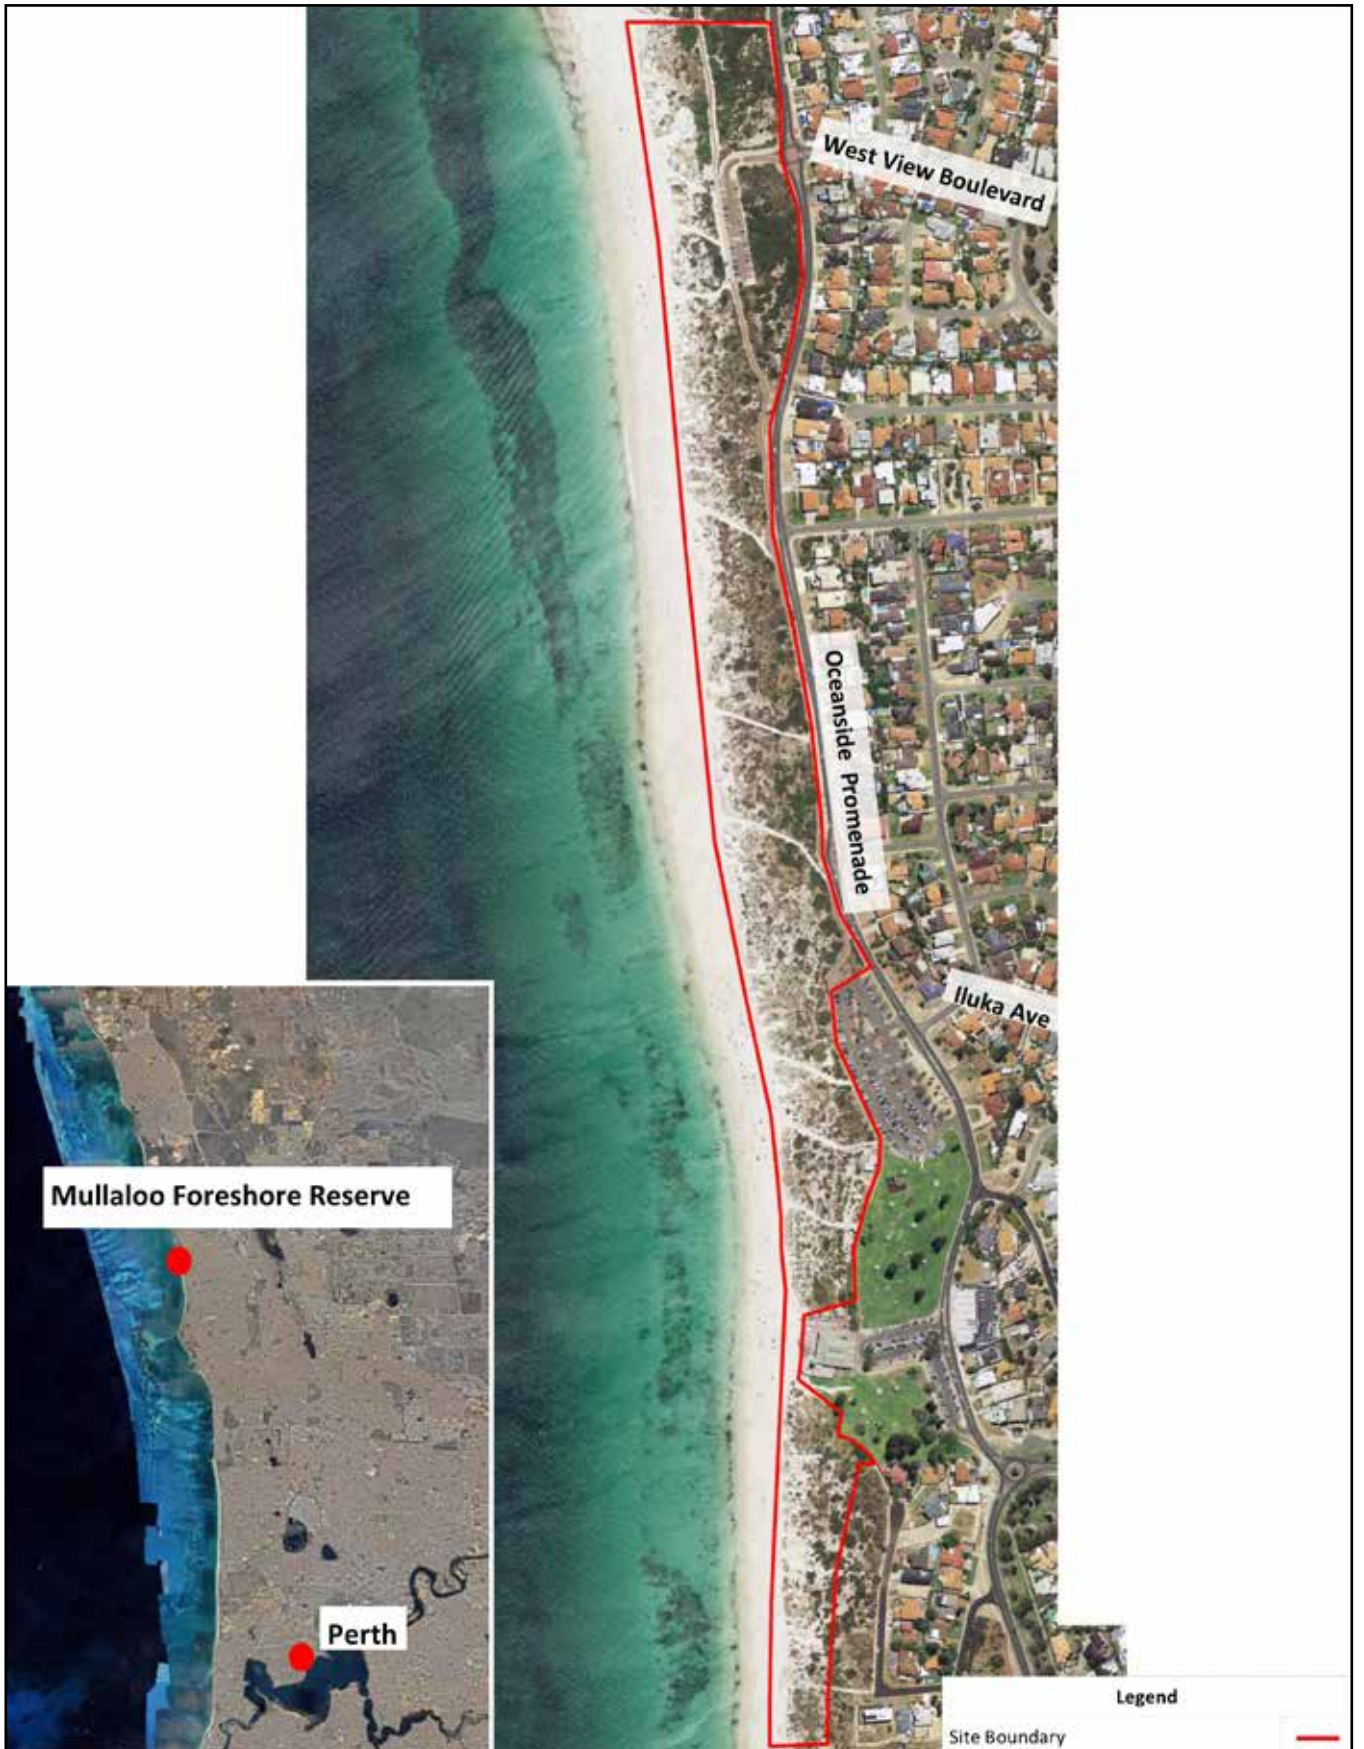 West View Boulevard
Oceanside Promenade
Iluka Ave
Mullaloo Foreshore Reserve
Perth
Legend
Site Boundary